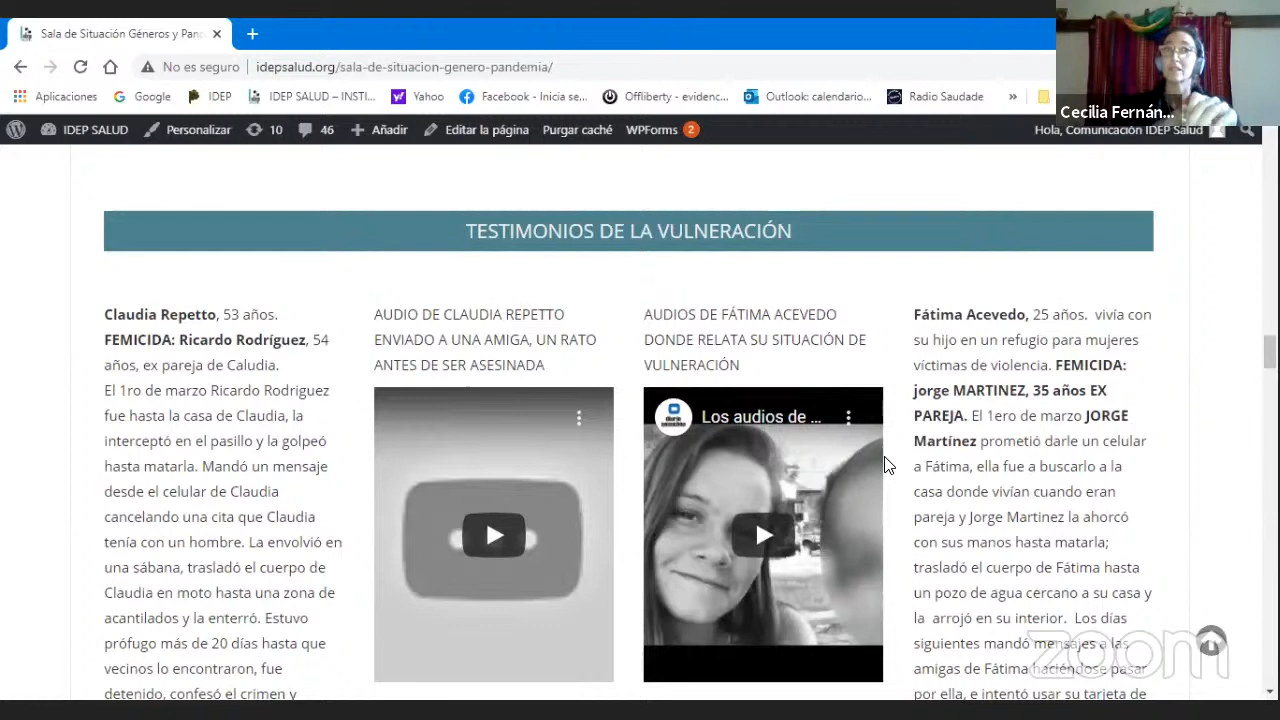 Sala de Situación Géneros y Pan
No es seguro idepsalud.org/sala-de-situacion-genero-pandemia/
Aplicaciones Google IDEP IDEP SALUD – INSTI... Yahoo Facebook - Inicia se... Offliberty - evidenc... Outlook: calendario... Radio Saudade »
Cecilia Fernán...
IDEP SALUD Personalizar 10 46 Añadir Editar la página Purgar caché WPForms 2 Hola, Comunicación IDEP Salud
TESTIMONIOS DE LA VULNERACIÓN
Claudia Repetto, 53 años.
FEMICIDA: Ricardo Rodríguez, 54
años, ex pareja de Caludia.
El 1ro de marzo Ricardo Rodriguez
fue hasta la casa de Claudia, la
interceptó en el pasillo y la golpeó
hasta matarla. Mandó un mensaje
desde el celular de Claudia
cancelando una cita que Claudia
tenía con un hombre. La envolvió en
una sábana, trasladó el cuerpo de
Claudia en moto hasta una zona de
acantilados y la enterró. Estuvo
prófugo más de 20 días hasta que
vecinos lo encontraron, fue
detenido, confesó el crimen y
AUDIO DE CLAUDIA REPETTO
ENVIADO A UNA AMIGA, UN RATO
ANTES DE SER ASESINADA
AUDIOS DE FÁTIMA ACEVEDO
DONDE RELATA SU SITUACIÓN DE
VULNERACIÓN
Los audios de ...
Fátima Acevedo, 25 años. vivía con
su hijo en un refugio para mujeres
víctimas de violencia. FEMICIDA:
jorge MARTINEZ, 35 años EX
PAREJA. El 1ero de marzo JORGE
Martínez prometió darle un celular
a Fátima, ella fue a buscarlo a la
casa donde vivían cuando eran
pareja y Jorge Martinez la ahorcó
con sus manos hasta matarla;
trasladó el cuerpo de Fátima hasta
un pozo de agua cercano a su casa y
la arrojó en su interior. Los días
siguientes mandó mensajes a las
amigas de Fátima haciéndose pasar
por ella, e intentó usar su tarjeta de
zoom